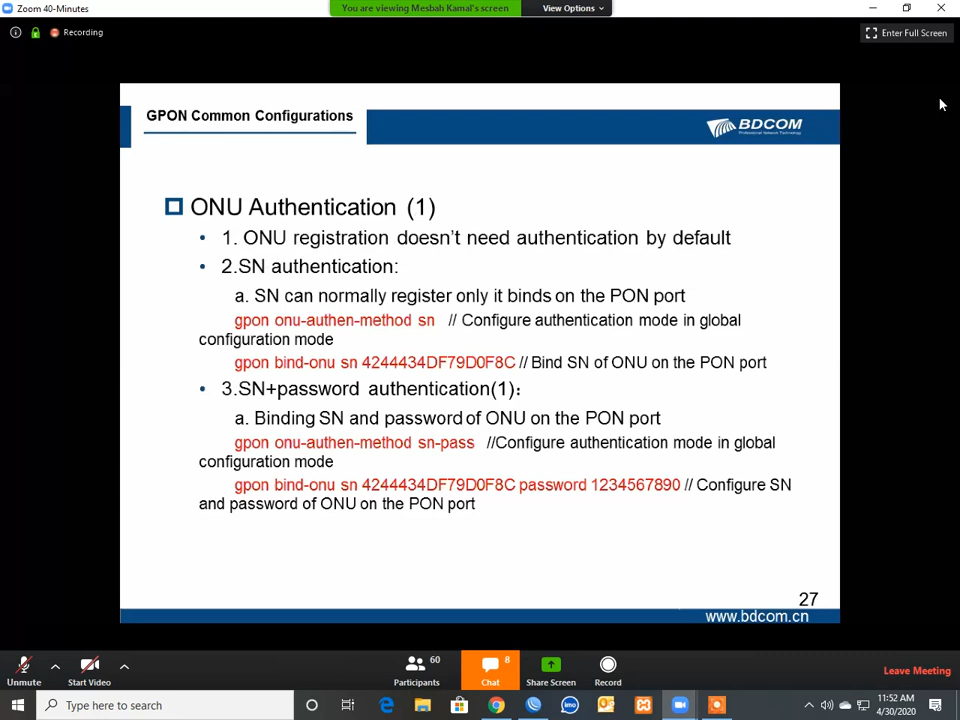 Zoom 40-Minutes
You are viewing Mesbah Kamal's screen
View Options
Recording
Enter Full Screen
GPON Common Configurations
BDCOM
Professional Network Technology
ONU Authentication (1)
• 1. ONU registration doesn't need authentication by default
• 2.SN authentication:
a. SN can normally register only it binds on the PON port
gpon onu-authen-method sn // Configure authentication mode in global
configuration mode
gpon bind-onu sn 4244434DF79D0F8C // Bind SN of ONU on the PON port
• 3.SN+password authentication(1)：
a. Binding SN and password of ONU on the PON port
gpon onu-authen-method sn-pass //Configure authentication mode in global
configuration mode
gpon bind-onu sn 4244434DF79D0F8C password 1234567890 // Configure SN
and password of ONU on the PON port
27
www.bdcom.cn
60
8
Unmute
Start Video
Participants
Chat
Share Screen
Record
Leave Meeting
Type here to search
imo
11:52 AM
4/30/2020